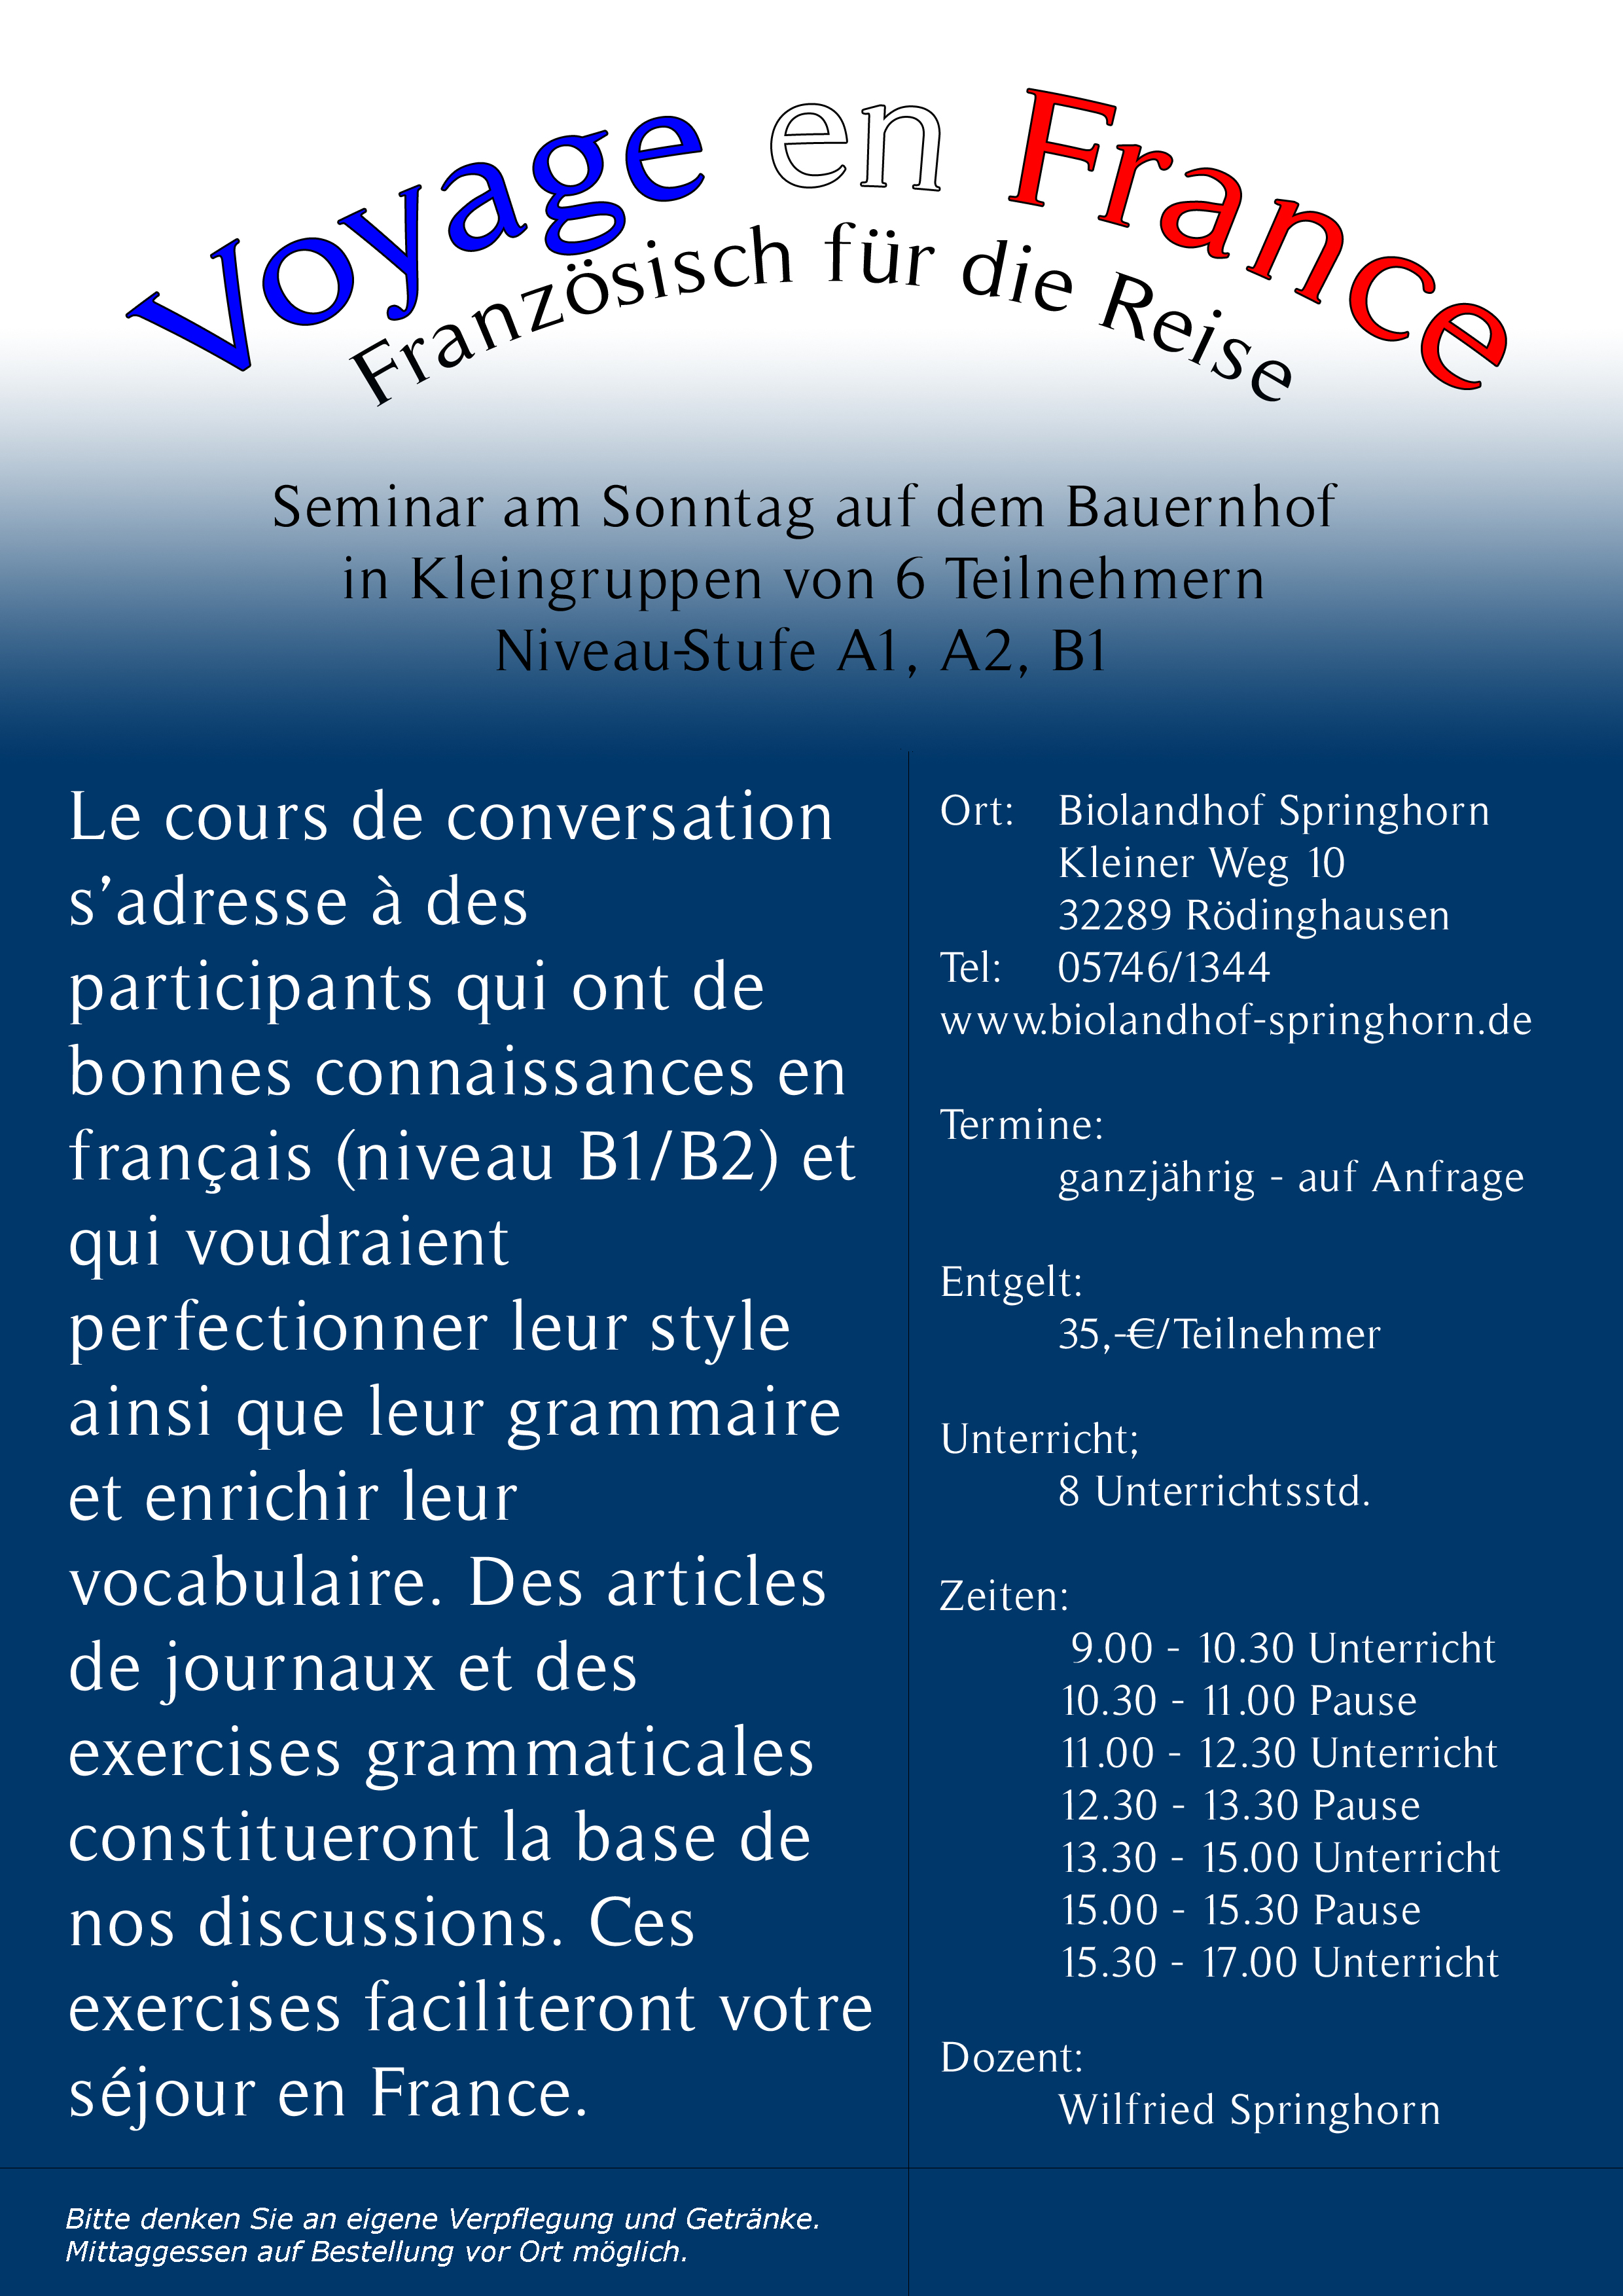 Voyage en France
Französisch für die Reise
Seminar am Sonntag auf dem Bauernhof
in Kleingruppen von 6 Teilnehmern
Niveau-Stufe A1, A2, B1
Le cours de conversation
s’adresse à des
participants qui ont de
bonnes connaissances en
français (niveau B1/B2) et
qui voudraient
perfectionner leur style
ainsi que leur grammaire
et enrichir leur
vocabulaire. Des articles
de journaux et des
exercises grammaticales
constitueront la base de
nos discussions. Ces
exercises faciliteront votre
séjour en France.
Ort: Biolandhof Springhorn
Kleiner Weg 10
32289 Rödinghausen
Tel: 05746/1344
www.biolandhof-springhorn.de
Termine:
ganzjährig - auf Anfrage
Entgelt:
35,-€/Teilnehmer
Unterricht;
8 Unterrichtsstd.
Zeiten:
9.00 - 10.30 Unterricht
10.30 - 11.00 Pause
11.00 - 12.30 Unterricht
12.30 - 13.30 Pause
13.30 - 15.00 Unterricht
15.00 - 15.30 Pause
15.30 - 17.00 Unterricht
Dozent:
Wilfried Springhorn
Bitte denken Sie an eigene Verpflegung und Getränke.
Mittaggessen auf Bestellung vor Ort möglich.